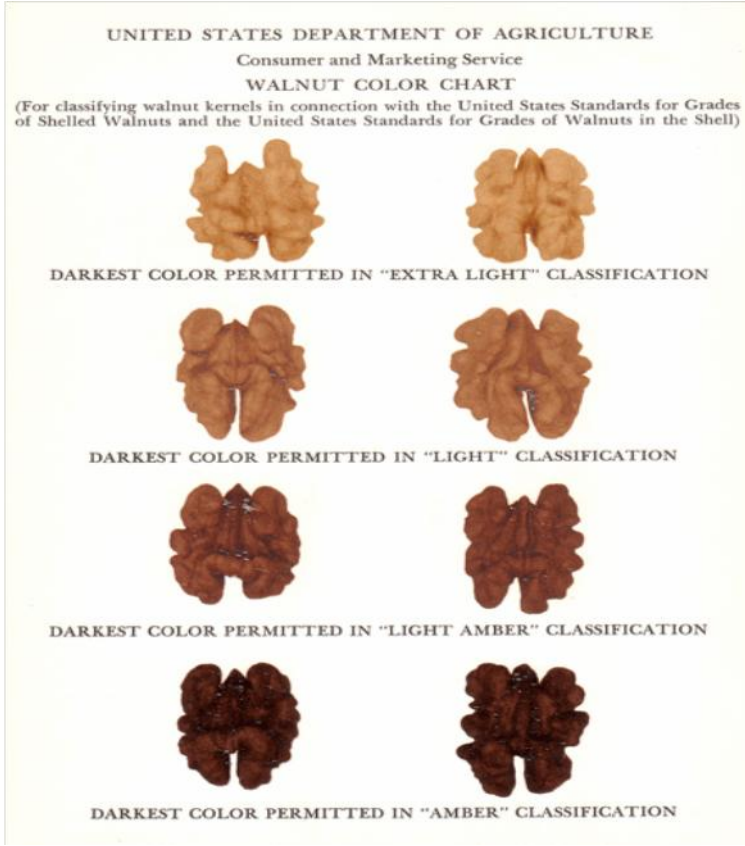 UNITED STATES DEPARTMENT OF AGRICULTURE
Consumer and Marketing Service
WALNUT COLOR CHART
(For classifying walnut kernels in connection with the United States Standards for Grades
of Shelled Walnuts and the United States Standards for Grades of Walnuts in the Shell)
DARKEST COLOR PERMITTED IN “EXTRA LIGHT” CLASSIFICATION
DARKEST COLOR PERMITTED IN “LIGHT” CLASSIFICATION
DARKEST COLOR PERMITTED IN “LIGHT AMBER” CLASSIFICATION
DARKEST COLOR PERMITTED IN “AMBER” CLASSIFICATION